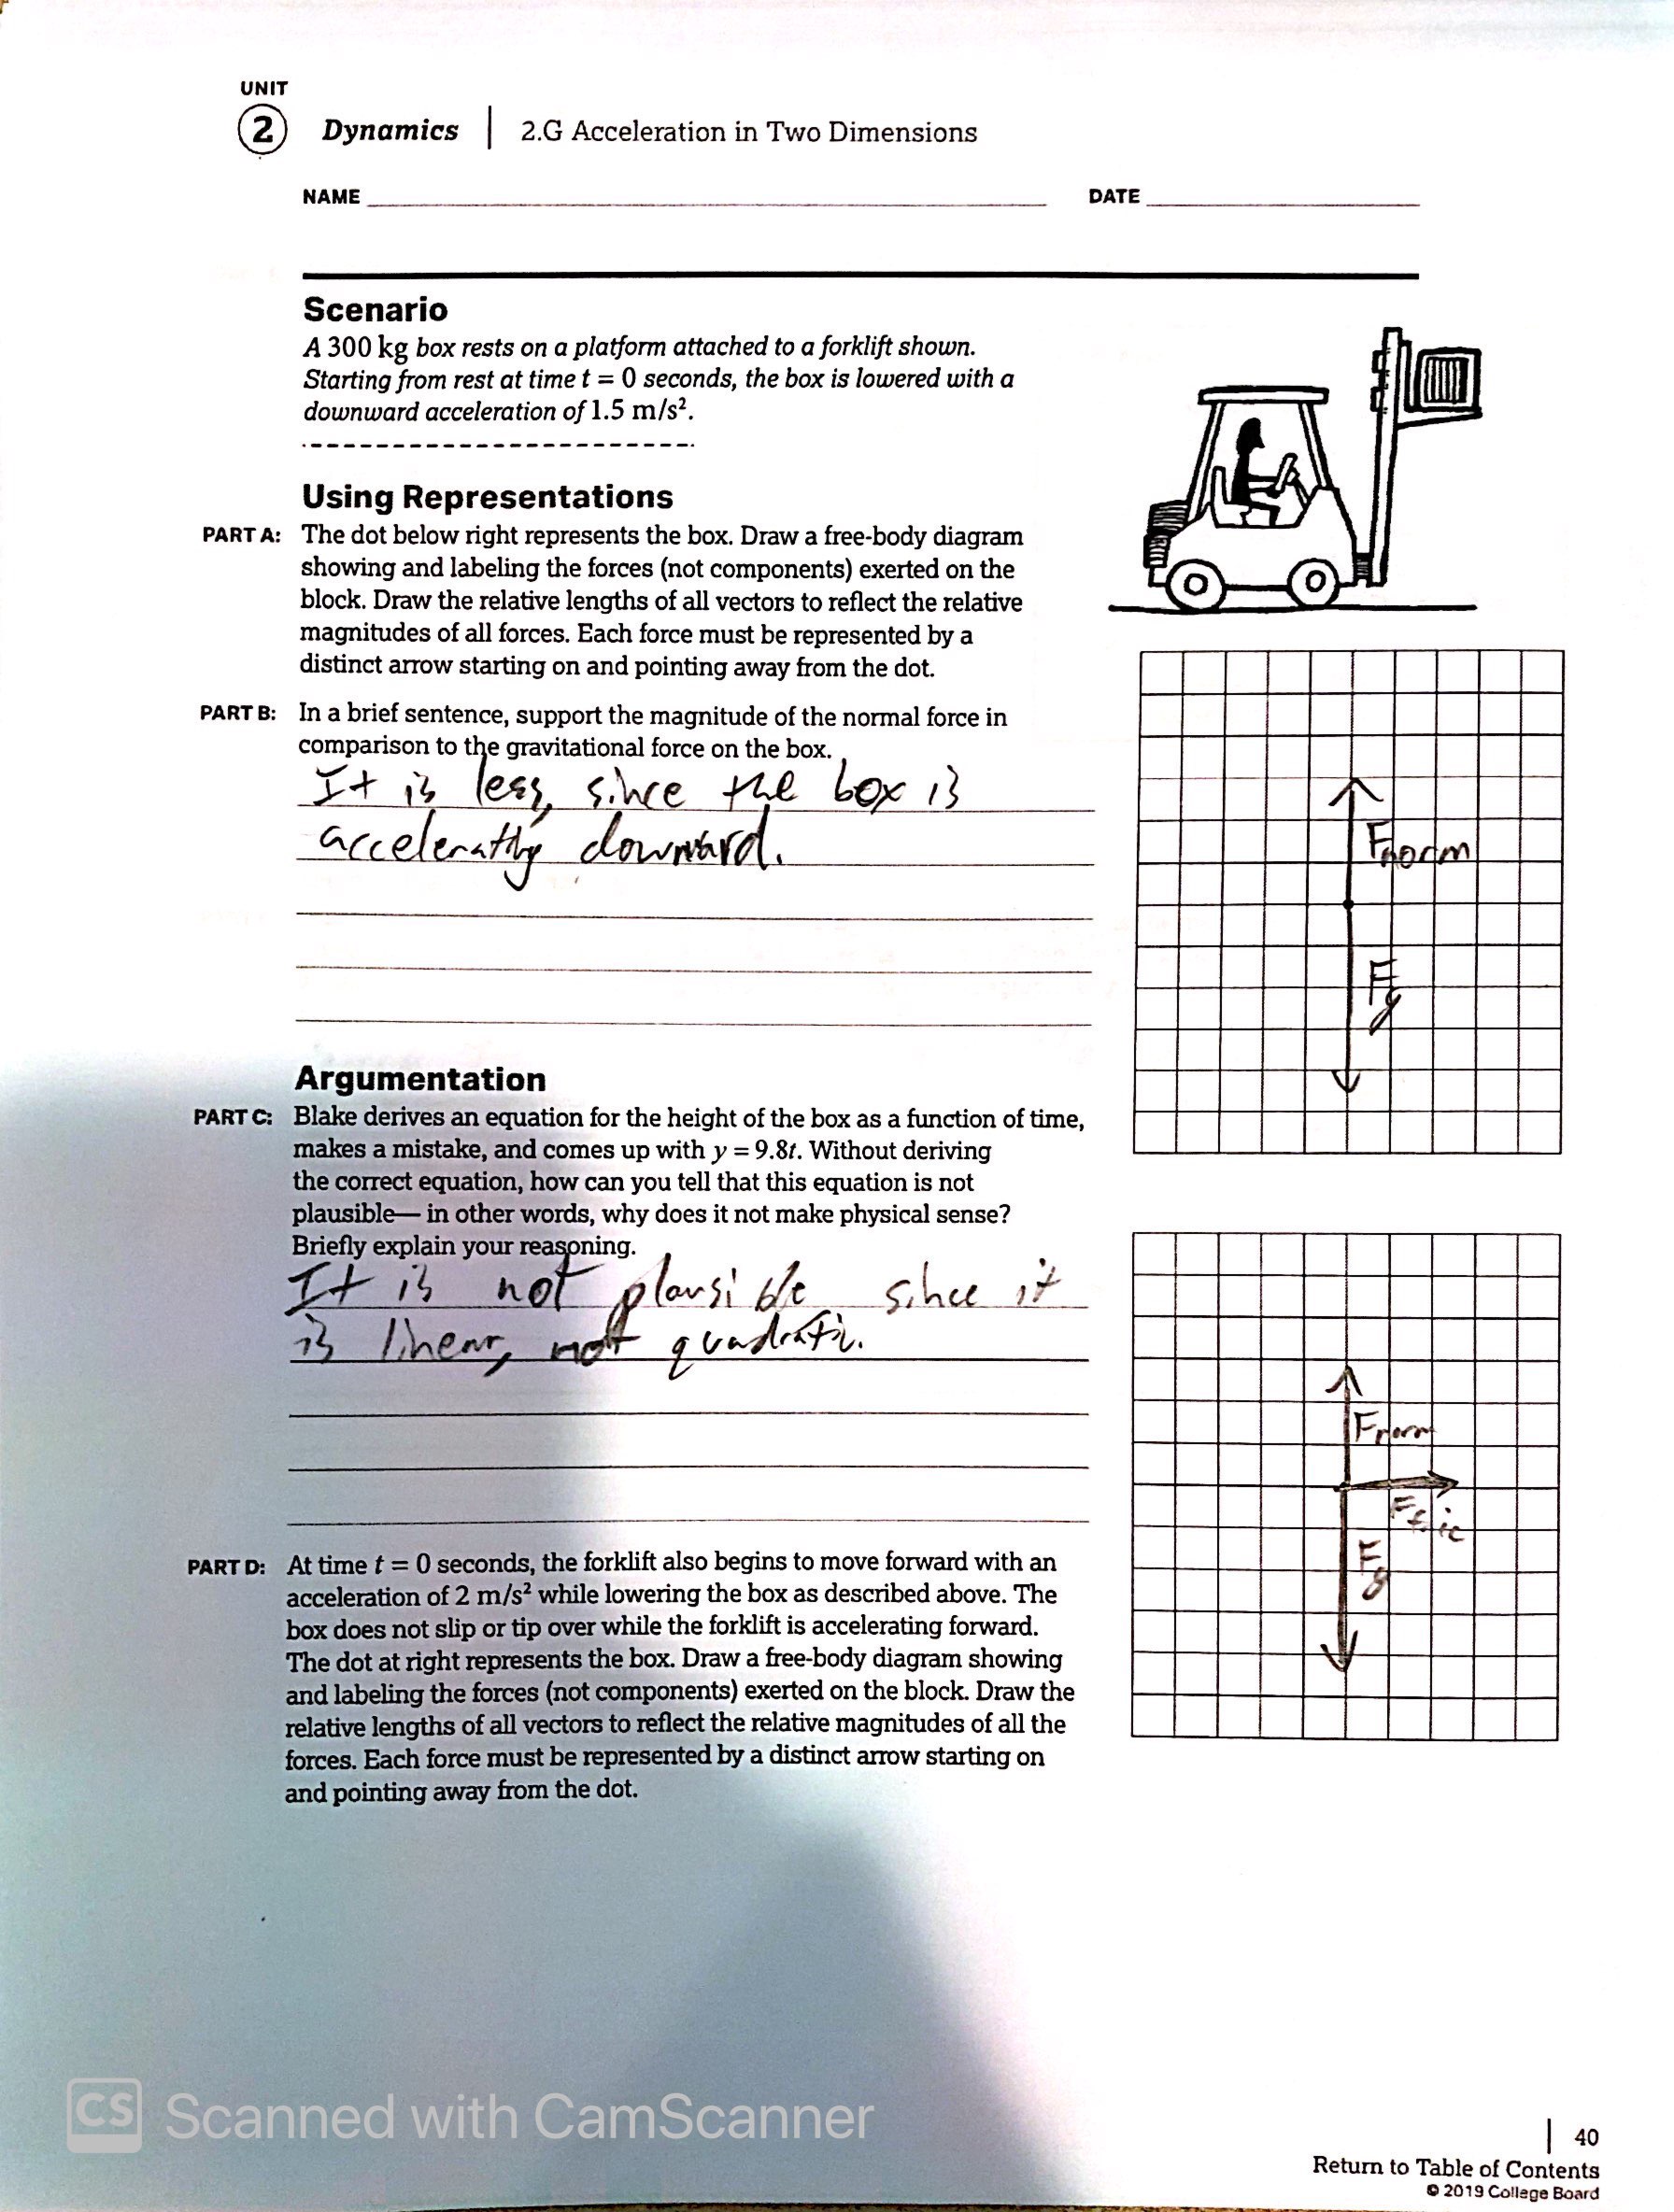 UNIT
2 Dynamics | 2.G Acceleration in Two Dimensions
NAME DATE
Scenario
A 300 kg box rests on a platform attached to a forklift shown.
Starting from rest at time t = 0 seconds, the box is lowered with a
downward acceleration of 1.5 m/s².
Using Representations
PART A: The dot below right represents the box. Draw a free-body diagram
showing and labeling the forces (not components) exerted on the
block. Draw the relative lengths of all vectors to reflect the relative
magnitudes of all forces. Each force must be represented by a
distinct arrow starting on and pointing away from the dot.
PART B: In a brief sentence, support the magnitude of the normal force in
comparison to the gravitational force on the box.
It is less, since the box is
accelerating downward.
Fnorm
Fg
Argumentation
PART C: Blake derives an equation for the height of the box as a function of time,
makes a mistake, and comes up with y = 9.8t. Without deriving
the correct equation, how can you tell that this equation is not
plausible— in other words, why does it not make physical sense?
Briefly explain your reasoning.
It is not plausible since it
is linear, not quadratic.
Fnorm
Ffric
Fg
PART D: At time t = 0 seconds, the forklift also begins to move forward with an
acceleration of 2 m/s² while lowering the box as described above. The
box does not slip or tip over while the forklift is accelerating forward.
The dot at right represents the box. Draw a free-body diagram showing
and labeling the forces (not components) exerted on the block. Draw the
relative lengths of all vectors to reflect the relative magnitudes of all the
forces. Each force must be represented by a distinct arrow starting on
and pointing away from the dot.
CS Scanned with CamScanner
| 40
Return to Table of Contents
© 2019 College Board